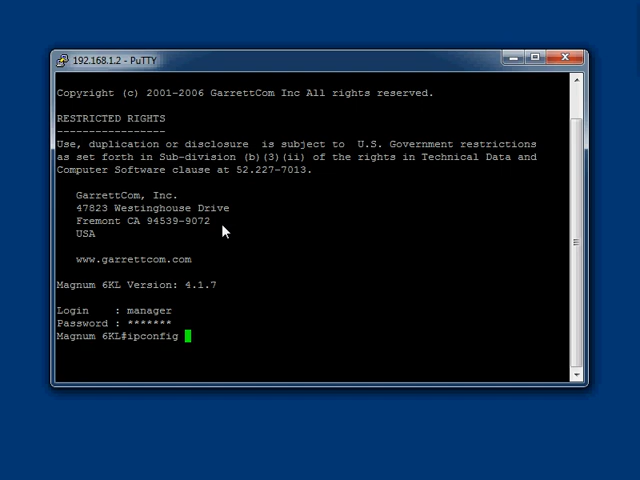 192.168.1.2 - PuTTY
Copyright (c) 2001-2006 GarrettCom Inc All rights reserved.
RESTRICTED RIGHTS
-----------------
Use, duplication or disclosure  is subject to  U.S. Government restrictions
as set forth in Sub-division (b)(3)(ii) of the rights in Technical Data and
Computer Software clause at 52.227-7013.
GarrettCom, Inc.
47823 Westinghouse Drive
Fremont CA 94539-9072
USA
www.garrettcom.com
Magnum 6KL Version: 4.1.7
Login    : manager
Password : *******
Magnum 6KL#ipconfig